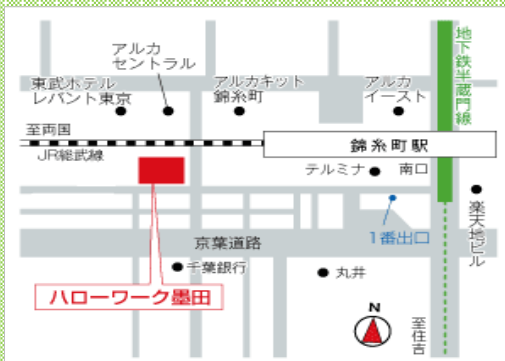 アルカ
セントラル
東武ホテル
レバント東京
アルカキット
錦糸町
アルカ
イースト
地下鉄半蔵門線
至両国
JR総武線
錦糸町駅
テルミナ
南口
1番出口
楽天地ビル
京葉道路
千葉銀行
丸井
ハローワーク墨田
N
至住吉